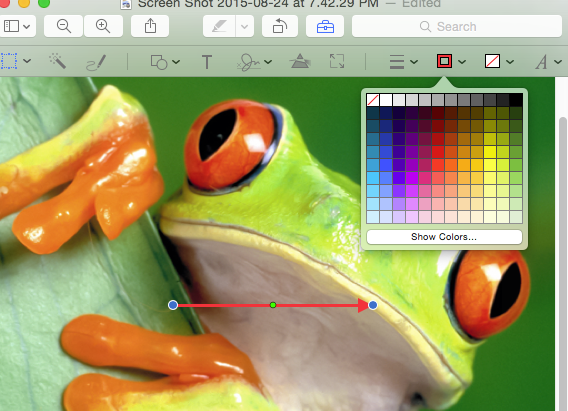 Screen Shot 2015-08-24 at 7.42.29 PM — Edited
Search
T
A
Show Colors...